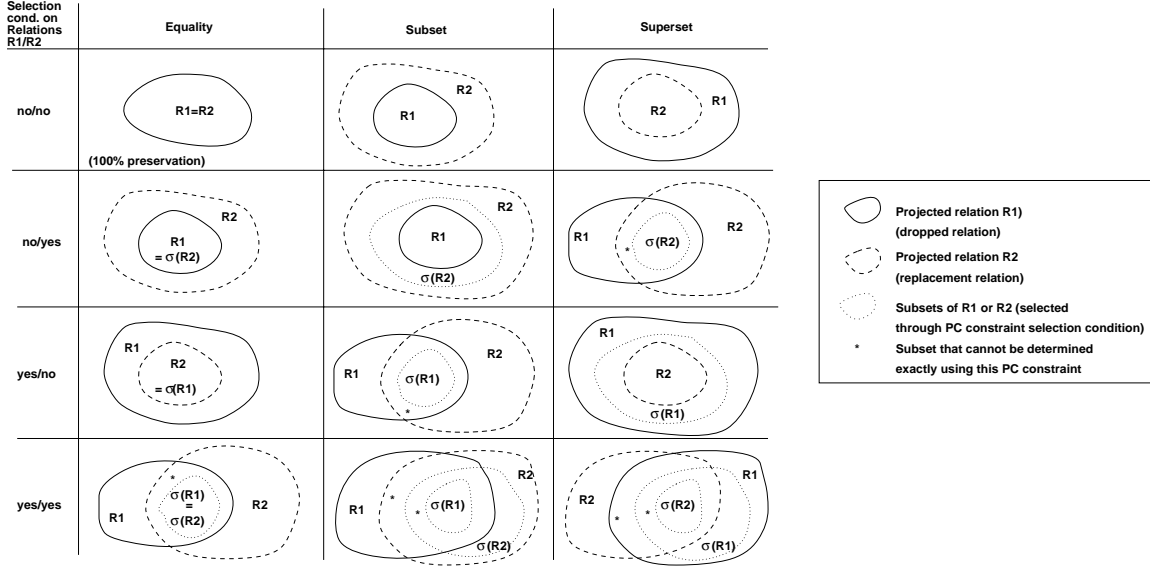 Selection
cond. on
Relations
R1/R2
Equality
Subset
Superset
no/no
R1=R2
(100% preservation)
R1
R2
R2
R1
no/yes
R2
R1
= σ(R2)
R2
R1
σ(R2)
R1
*
σ(R2)
R2
yes/no
R1
R2
= σ(R1)
R1
σ(R1)
*
R2
R1
R2
σ(R1)
yes/yes
R1
*
σ(R1)
=
σ(R2)
R2
R1
*
*
σ(R1)
R2
σ(R2)
R2
*
*
σ(R2)
R1
σ(R1)
Projected relation R1)
(dropped relation)
Projected relation R2
(replacement relation)
Subsets of R1 or R2 (selected
through PC constraint selection condition)
* Subset that cannot be determined
exactly using this PC constraint